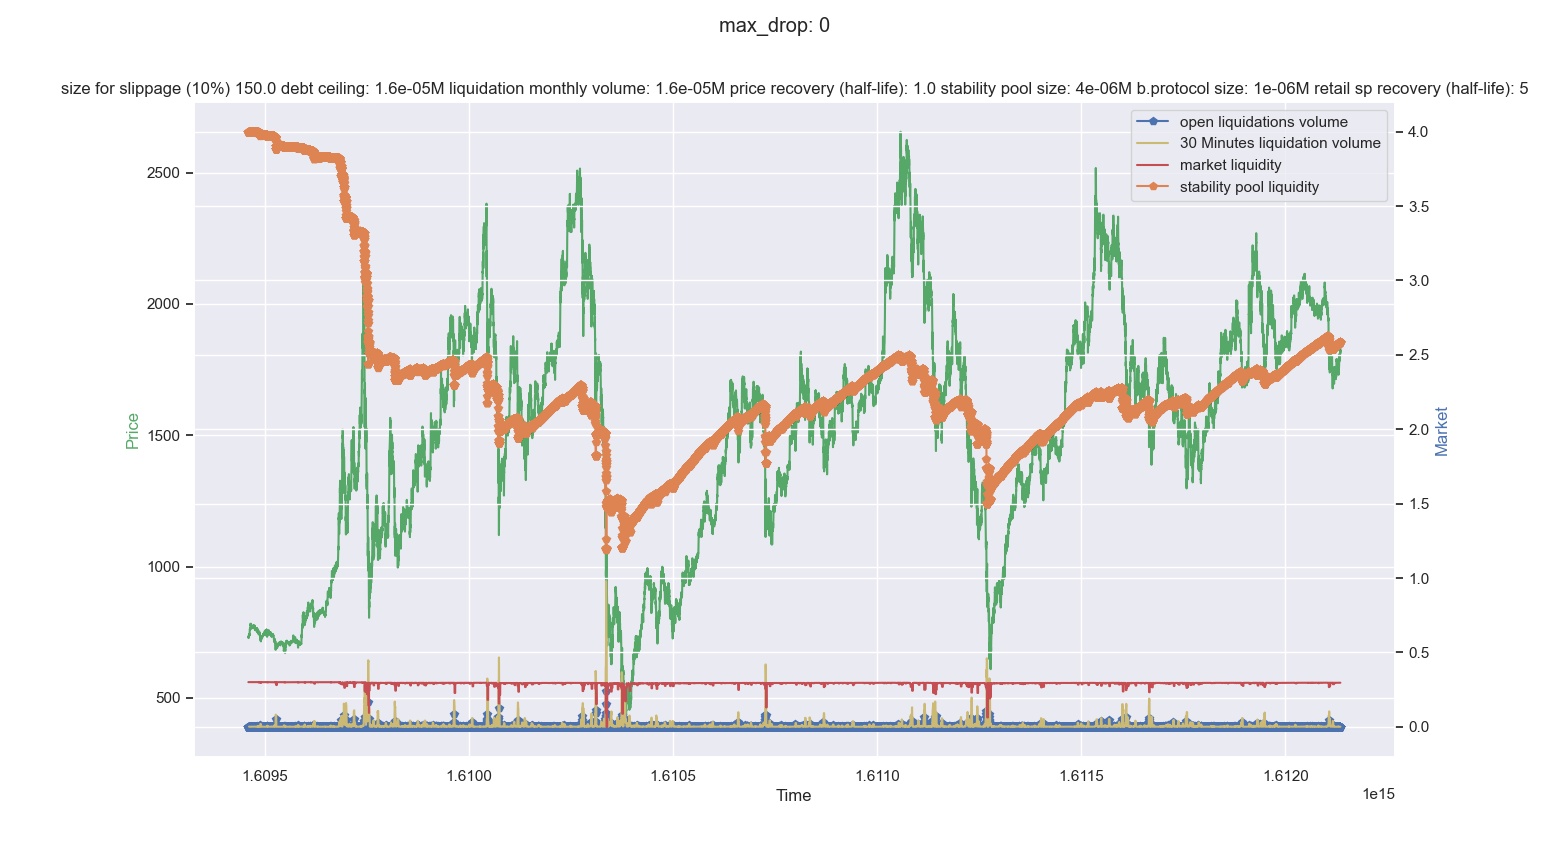 max_drop: 0
size for slippage (10%) 150.0 debt ceiling: 1.6e-05M liquidation monthly volume: 1.6e-05M price recovery (half-life): 1.0 stability pool size: 4e-06M b.protocol size: 1e-06M retail sp recovery (half-life): 5
open liquidations volume
30 Minutes liquidation volume
market liquidity
stability pool liquidity
Price
2500
2000
1500
1000
500
4.0
3.5
3.0
2.5
2.0
1.5
1.0
0.5
0.0
Market
1.6095 1.6100 1.6105 1.6110 1.6115 1.6120
1e15
Time